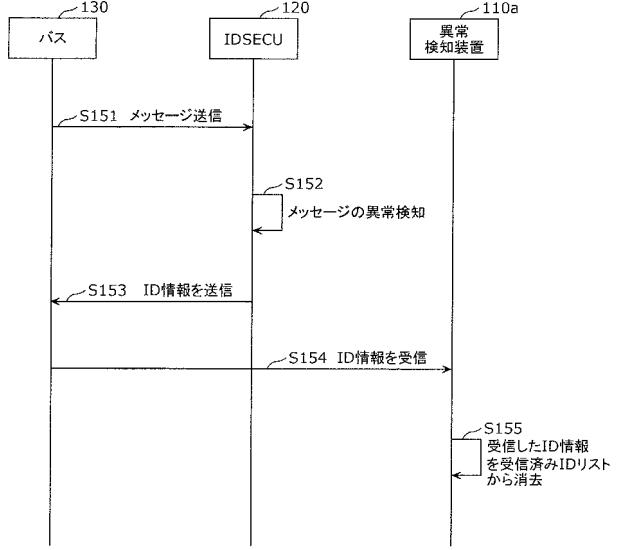 130
120
110a
バス
IDSECU
異常
検知装置
S151 メッセージ送信
S152
メッセージの異常検知
S153 ID情報を送信
S154 ID情報を受信
S155
受信したID情報
を受信済みIDリスト
から消去